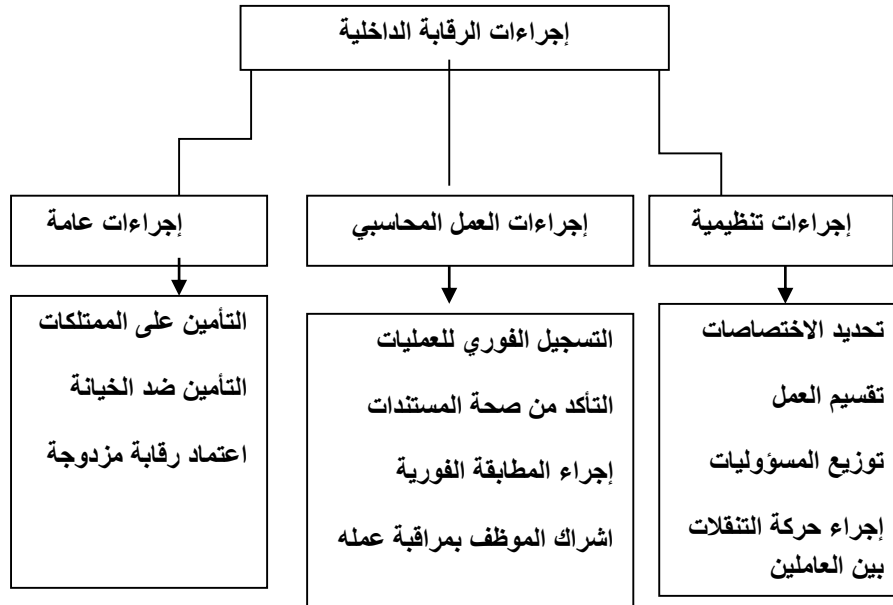 إجراءات الرقابة الداخلية
إجراءات تنظيمية
إجراءات العمل المحاسبي
إجراءات عامة
تحديد الاختصاصات
تقسيم العمل
توزيع المسؤوليات
إجراء حركة التنقلات
بين العاملين
التسجيل الفوري للعمليات
التأكد من صحة المستندات
إجراء المطابقة الفورية
اشراك الموظف بمراقبة عمله
التأمين على الممتلكات
التأمين ضد الخيانة
اعتماد رقابة مزدوجة